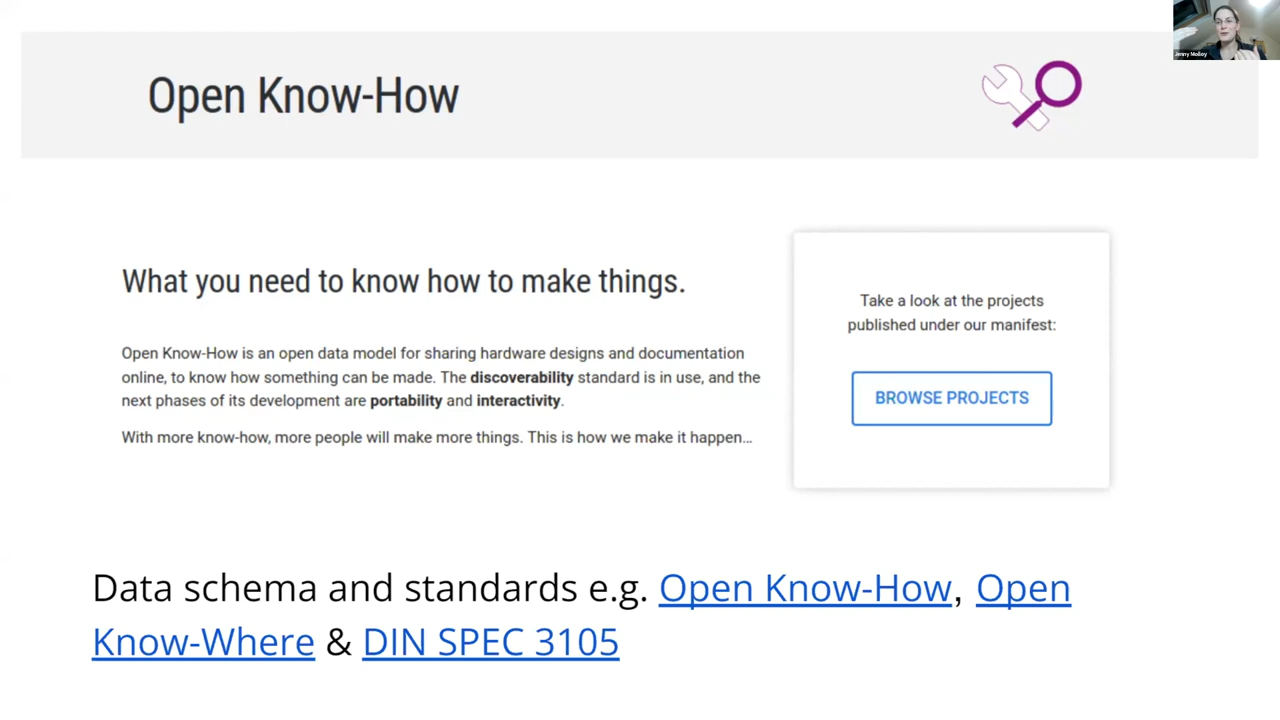 Jenny Molloy
Open Know-How
What you need to know how to make things.
Open Know-How is an open data model for sharing hardware designs and documentation
online, to know how something can be made. The discoverability standard is in use, and the
next phases of its development are portability and interactivity.
With more know-how, more people will make more things. This is how we make it happen...
Take a look at the projects
published under our manifest:
BROWSE PROJECTS
Data schema and standards e.g. Open Know-How, Open
Know-Where & DIN SPEC 3105